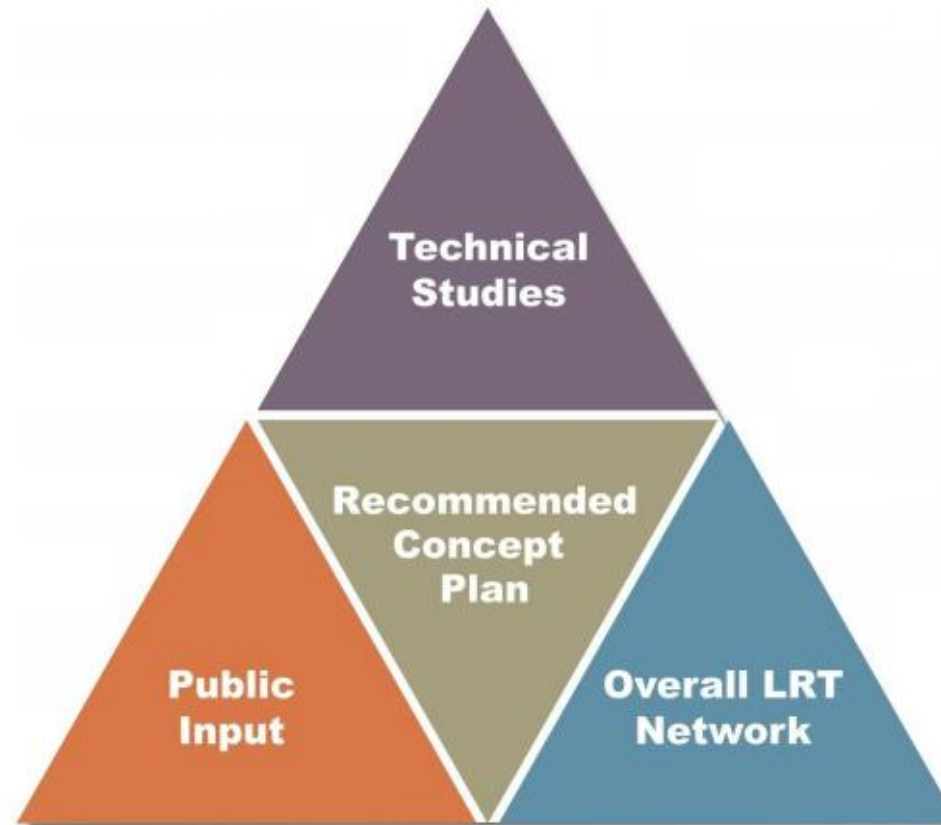 Technical
Studies
Recommended
Concept
Plan
Public
Input
Overall LRT
Network